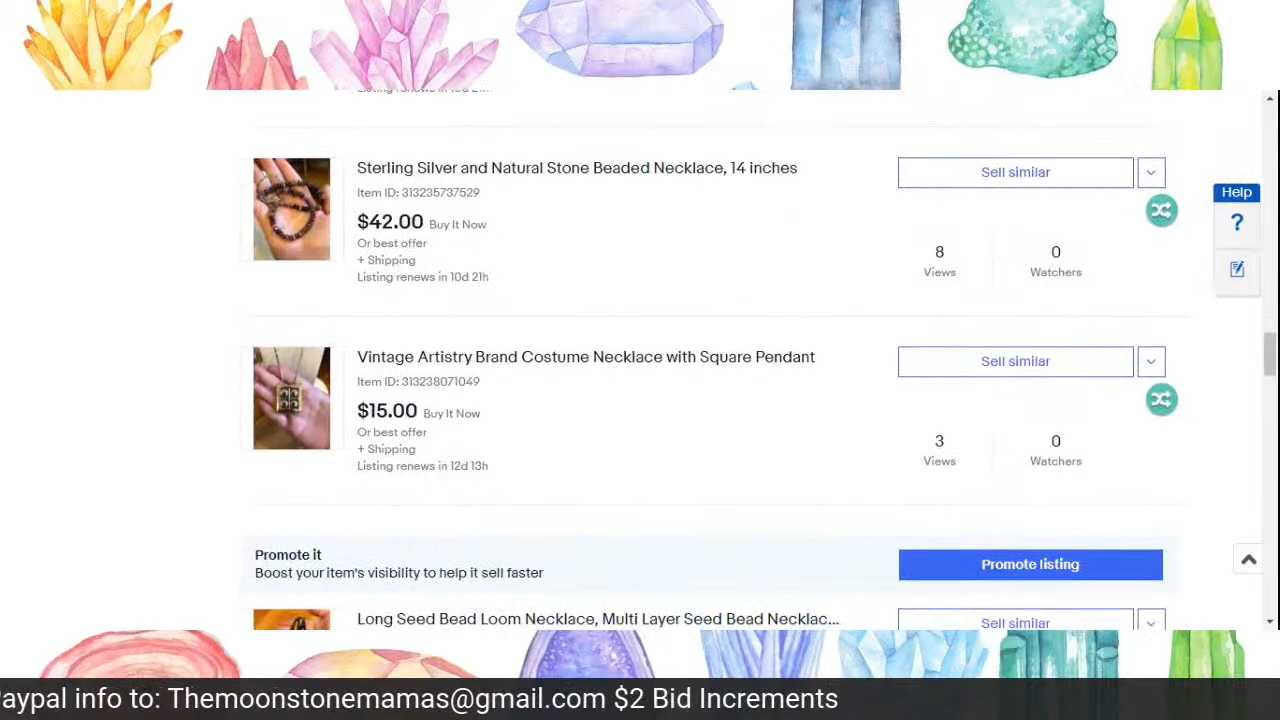 Sterling Silver and Natural Stone Beaded Necklace, 14 inches
Item ID: 313235737529
$42.00 Buy It Now
Or best offer
+ Shipping
Listing renews in 10d 21h
Sell similar
8
Views
0
Watchers
Help
?
Vintage Artistry Brand Costume Necklace with Square Pendant
Item ID: 313238071049
$15.00 Buy It Now
Or best offer
+ Shipping
Listing renews in 12d 13h
Sell similar
3
Views
0
Watchers
Promote it
Boost your item's visibility to help it sell faster
Promote listing
Long Seed Bead Loom Necklace, Multi Layer Seed Bead Necklac...
Sell similar
aypal info to: Themoonstonemamas@gmail.com $2 Bid Increments